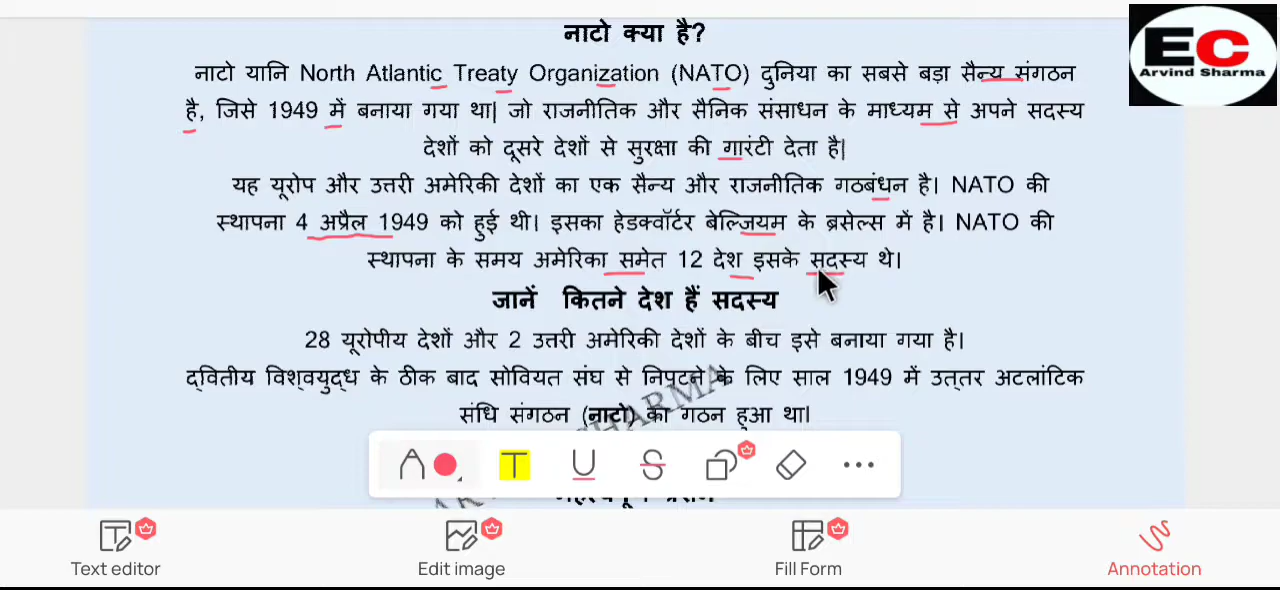 नाटो क्या है?
EC
Arvind Sharma
नाटो यानि North Atlantic Treaty Organization (NATO) दुनिया का सबसे बड़ा सैन्य संगठन
है, जिसे 1949 में बनाया गया था| जो राजनीतिक और सैनिक संसाधन के माध्यम से अपने सदस्य
देशों को दूसरे देशों से सुरक्षा की गारंटी देता है|
यह यूरोप और उत्तरी अमेरिकी देशों का एक सैन्य और राजनीतिक गठबंधन है। NATO की
स्थापना 4 अप्रैल 1949 को हुई थी। इसका हेडक्वॉर्टर बेल्जियम के ब्रसेल्स में है। NATO की
स्थापना के समय अमेरिका समेत 12 देश इसके सदस्य थे।
जानें कितने देश हैं सदस्य
28 यूरोपीय देशों और 2 उत्तरी अमेरिकी देशों के बीच इसे बनाया गया है।
द्वितीय विश्वयुद्ध के ठीक बाद सोवियत संघ से निपटने के लिए साल 1949 में उत्तर अटलांटिक
संधि संगठन (नाटो) का गठन हुआ था।
SHARMA
Text editor
Edit image
Fill Form
Annotation